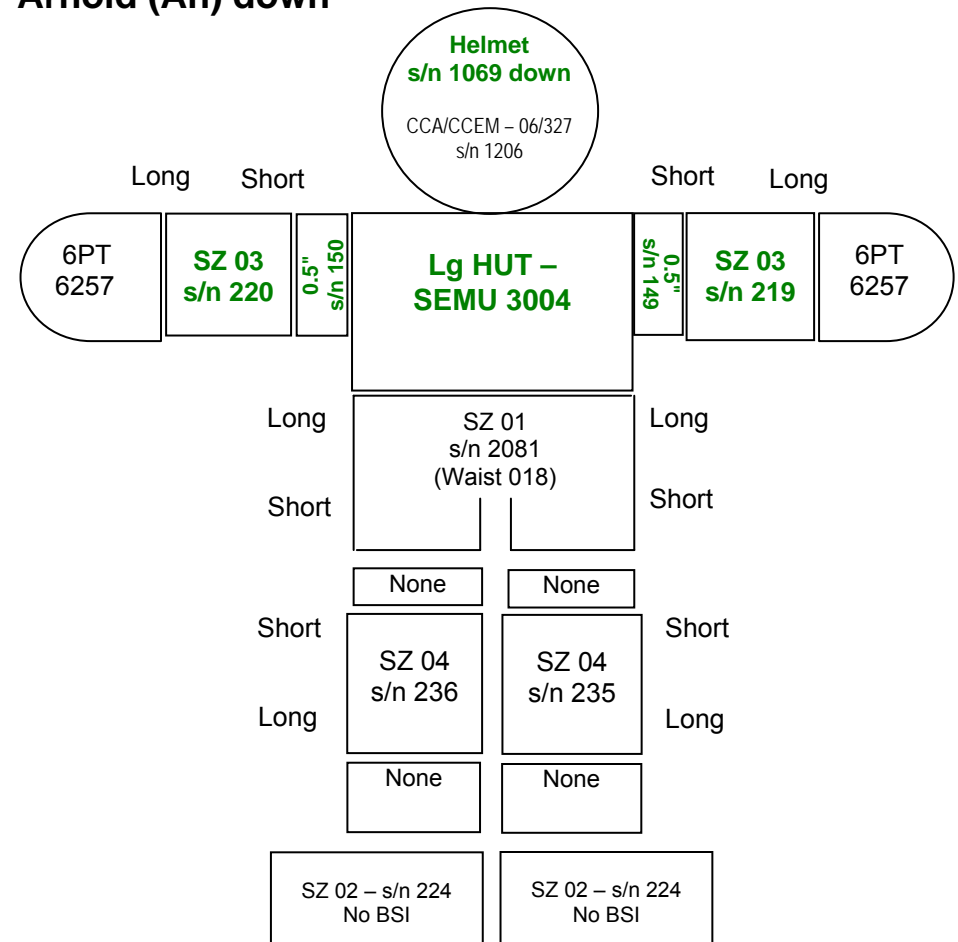 Arnold (An) down
Helmet
s/n 1069 down
CCA/CCEM – 06/327
s/n 1206
Long Short Short Long
6PT
6257
SZ 03
s/n 220
0.5"
s/n 150
Lg HUT –
SEMU 3004
0.5"
s/n 149
SZ 03
s/n 219
6PT
6257
Long
SZ 01
s/n 2081
(Waist 018)
Long
Short
Short
None
None
Short
SZ 04
s/n 236
SZ 04
s/n 235
Short
Long
Long
None
None
SZ 02 – s/n 224
No BSI
SZ 02 – s/n 224
No BSI